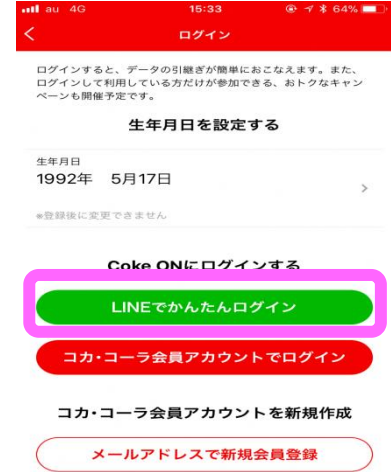 au 4G 15:33 64%
ログイン
ログインすると、データの引継ぎが簡単におこなえます。また、
ログインして利用している方だけが参加できる、おトクなキャン
ペーンも開催予定です。
生年月日を設定する
生年月日
1992年 5月17日
※登録後に変更できません
Coke ONにログインする
LINEでかんたんログイン
コカ・コーラ会員アカウントでログイン
コカ・コーラ会員アカウントを新規作成
メールアドレスで新規会員登録